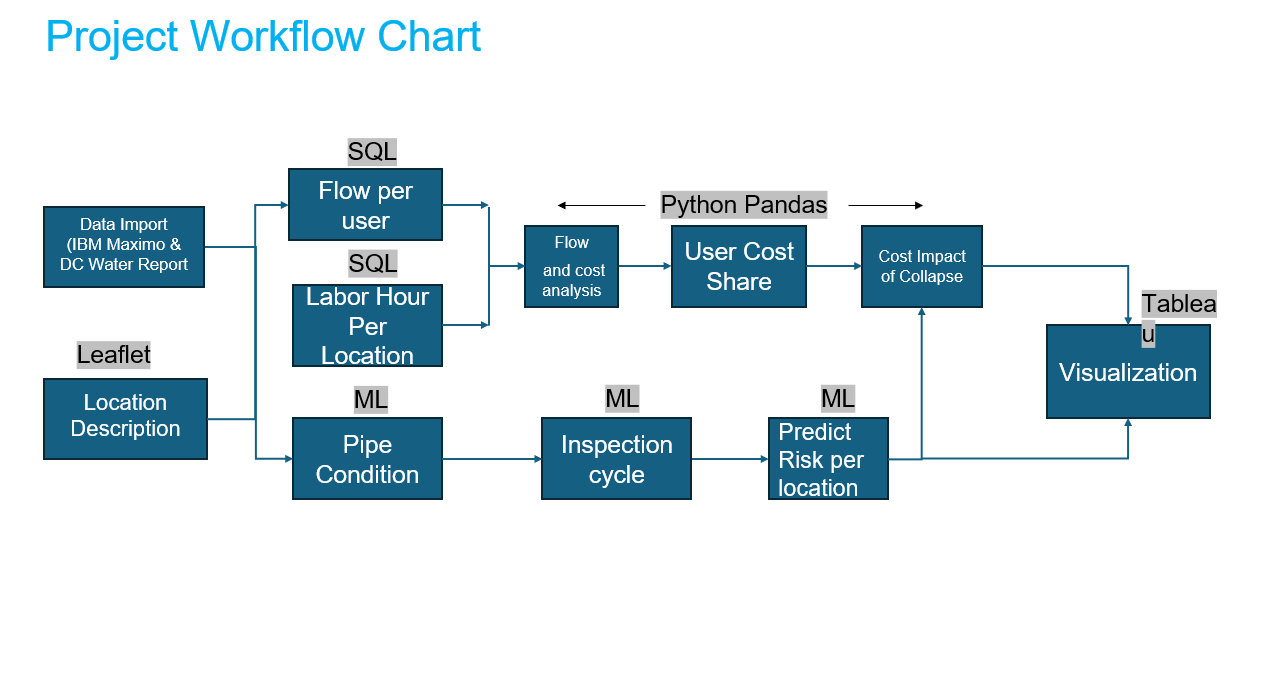 Project Workflow Chart
SQL
Flow per
user
Data Import
(IBM Maximo &
DC Water Report
SQL
Labor Hour
Per
Location
Python Pandas
Flow
and cost
analysis
User Cost
Share
Cost Impact
of Collapse
Tablea
u
Visualization
Leaflet
Location
Description
ML
Pipe
Condition
ML
Inspection
cycle
ML
Predict
Risk per
location